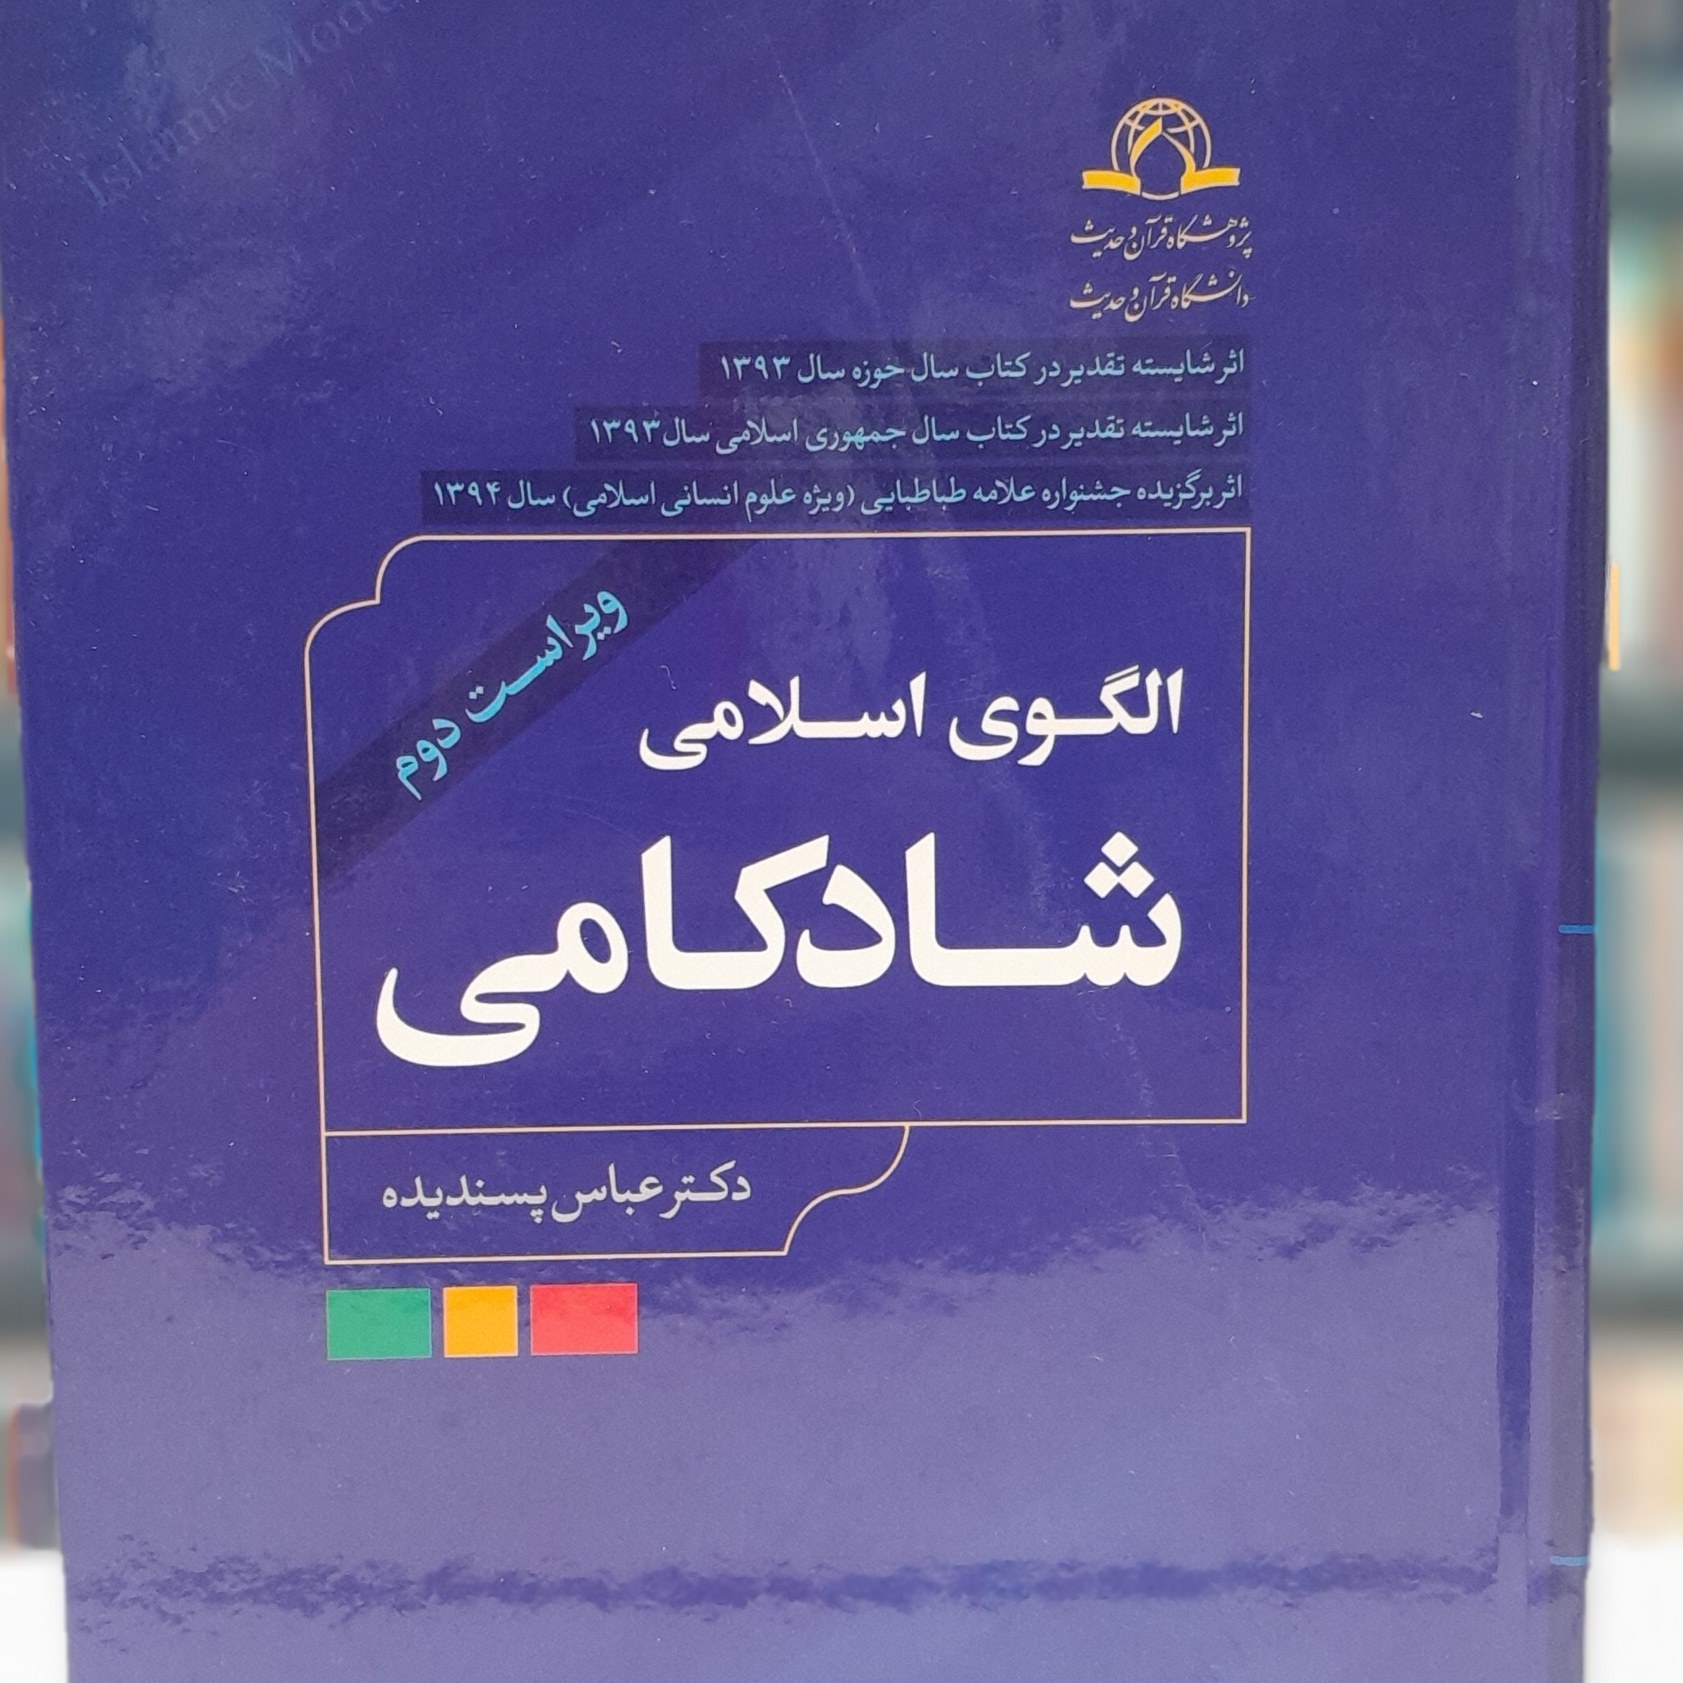 Islamic
پژوهشگاه قرآن و حدیث
دانشگاه قرآن و حدیث
اثر شایسته تقدیر در کتاب سال حوزه سال ۱۳۹۳
اثر شایسته تقدیر در کتاب سال جمهوری اسلامی سال ۱۳۹۳
اثر برگزیده جشنواره علامه طباطبایی (ویژه علوم انسانی اسلامی) سال ۱۳۹۴
ویراست دوم
الگوی اسلامی
شادکامی
دکتر عباس پسندیده